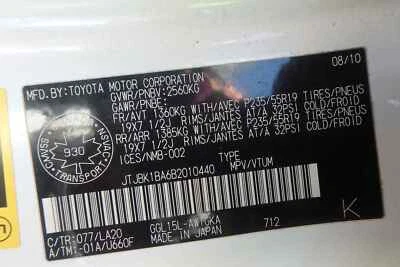 MFD.BY:TOYOTA MOTOR CORPORATION 08/10
GVWR/PNBV:2560KG
GAWR/PNBE:
FR/AVT 1360KG WITH/AVEC P235/55R19 TIRES/PNEUS
19X7 1/2J RIMS/JANTES AT/A 32PSI COLD/FROID
RR/ARR 1385KG WITH/AVEC P235/55R19 TIRES/PNEUS
19X7 1/2J RIMS/JANTES AT/A 32PSI COLD/FROID
ICES/NMB-002
TYPE MPV/VTUM
CMVSS
NSVAC
930
JTJBK1BA6B2010440
C/TR:077/LA20 GGL15L-AWTGKA 712 K
A/TM:-01A/U660F MADE IN JAPAN